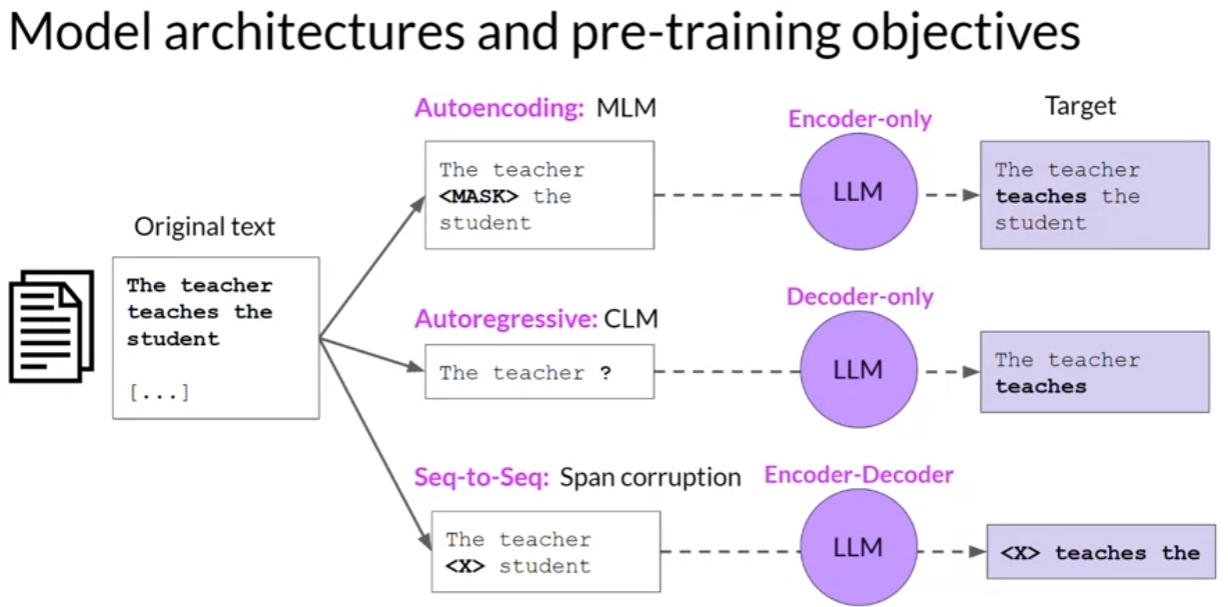 Model architectures and pre-training objectives
Original text
The teacher
teaches the
student
[...]
Autoencoding: MLM
The teacher
<MASK> the
student
Encoder-only
LLM
Target
The teacher
teaches the
student
Autoregressive: CLM
The teacher ?
Decoder-only
LLM
The teacher
teaches
Seq-to-Seq: Span corruption
The teacher
<X> student
Encoder-Decoder
LLM
<X> teaches the